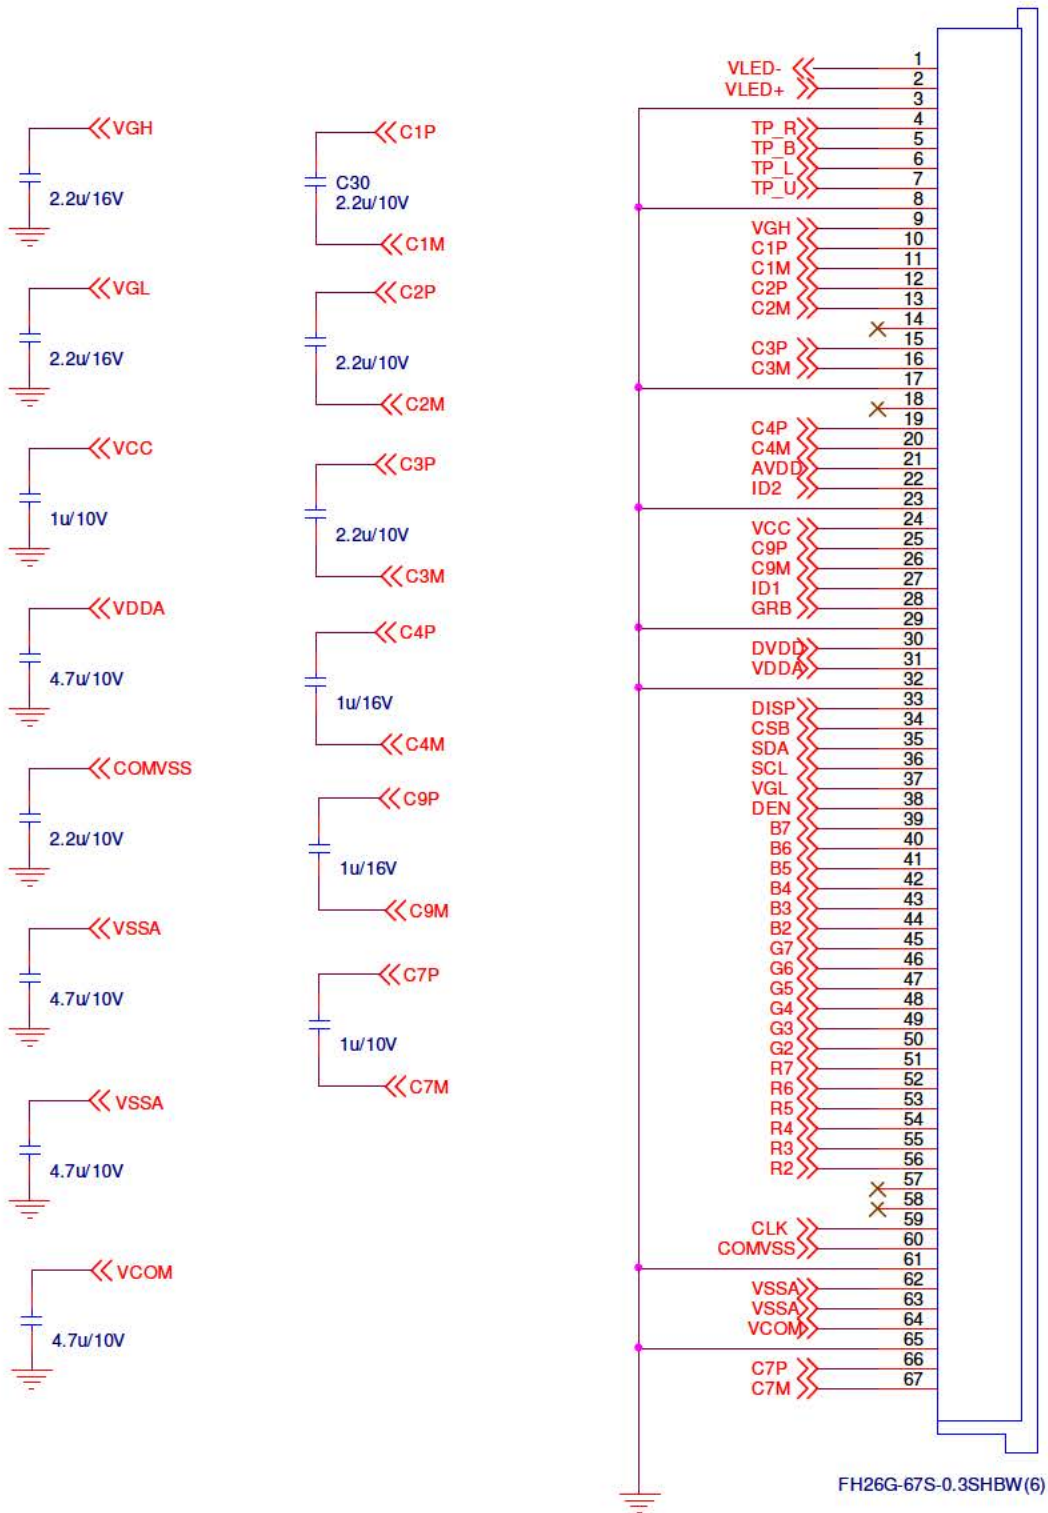 VGH
2.2u/16V
VGL
2.2u/16V
VCC
1u/10V
VDDA
4.7u/10V
COMVSS
2.2u/10V
VSSA
4.7u/10V
VSSA
4.7u/10V
VCOM
4.7u/10V
C1P
C30
2.2u/10V
C1M
C2P
2.2u/10V
C2M
C3P
2.2u/10V
C3M
C4P
1u/16V
C4M
C9P
1u/16V
C9M
C7P
1u/10V
C7M
VLED- 1
VLED+ 2
3
TP_R 4
TP_B 5
TP_L 6
TP_U 7
8
VGH 9
C1P 10
C1M 11
C2P 12
C2M 13
14
C3P 15
C3M 16
17
18
C4P 19
C4M 20
AVDD 21
ID2 22
23
VCC 24
C9P 25
C9M 26
ID1 27
GRB 28
29
DVDD 30
VDDA 31
32
DISP 33
CSB 34
SDA 35
SCL 36
VGL 37
DEN 38
B7 39
B6 40
B5 41
B4 42
B3 43
B2 44
G7 45
G6 46
G5 47
G4 48
G3 49
G2 50
R7 51
R6 52
R5 53
R4 54
R3 55
R2 56
57
58
CLK 59
COMVSS 60
61
VSSA 62
VSSA 63
VCOM 64
65
C7P 66
C7M 67
FH26G-67S-0.3SHBW(6)